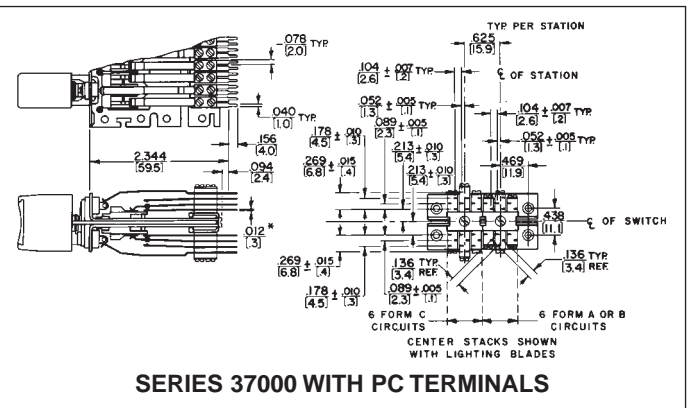 TYP. PER STATION
.625
[15.9]
℄ OF STATION
.078
[2.0] TYP.
.040
[1.0] TYP.
.156
[4.0]
2.344
[59.5]
.094
[2.4]
.012 *
[.3]
.104 ± .007 TYP.
[2.6] [.2]
.052 ± .005 TYP.
[1.3] [.1]
.089 ± .005
[2.3] [.1]
.178 ± .010
[4.5] [.3]
.213 ± .010
[5.4] [.3]
.269 ± .015
[6.8] [.4]
.213 ± .010
[5.4] [.3]
.104 ± .007 TYP.
[2.6] [.2]
.052 ± .005 TYP.
[1.3] [.1]
.469
[11.9]
.438
[11.1]
℄ OF SWITCH
.269 ± .015
[6.8] [.4]
.178 ± .010
[4.5] [.3]
.136 TYP.
[3.4] REF.
.089 ± .005
[2.3] [.1]
.136 TYP.
[3.4] REF.
6 FORM C
CIRCUITS
6 FORM A OR B
CIRCUITS
CENTER STACKS SHOWN
WITH LIGHTING BLADES
SERIES 37000 WITH PC TERMINALS